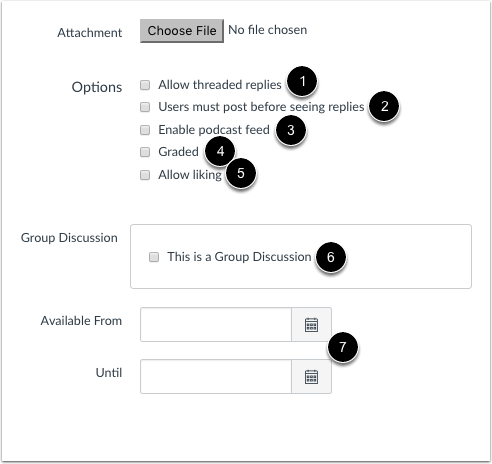 Attachment Choose File No file chosen
Options Allow threaded replies 1
Users must post before seeing replies 2
Enable podcast feed 3
Graded 4
Allow liking 5
Group Discussion
This is a Group Discussion 6
Available From
7
Until